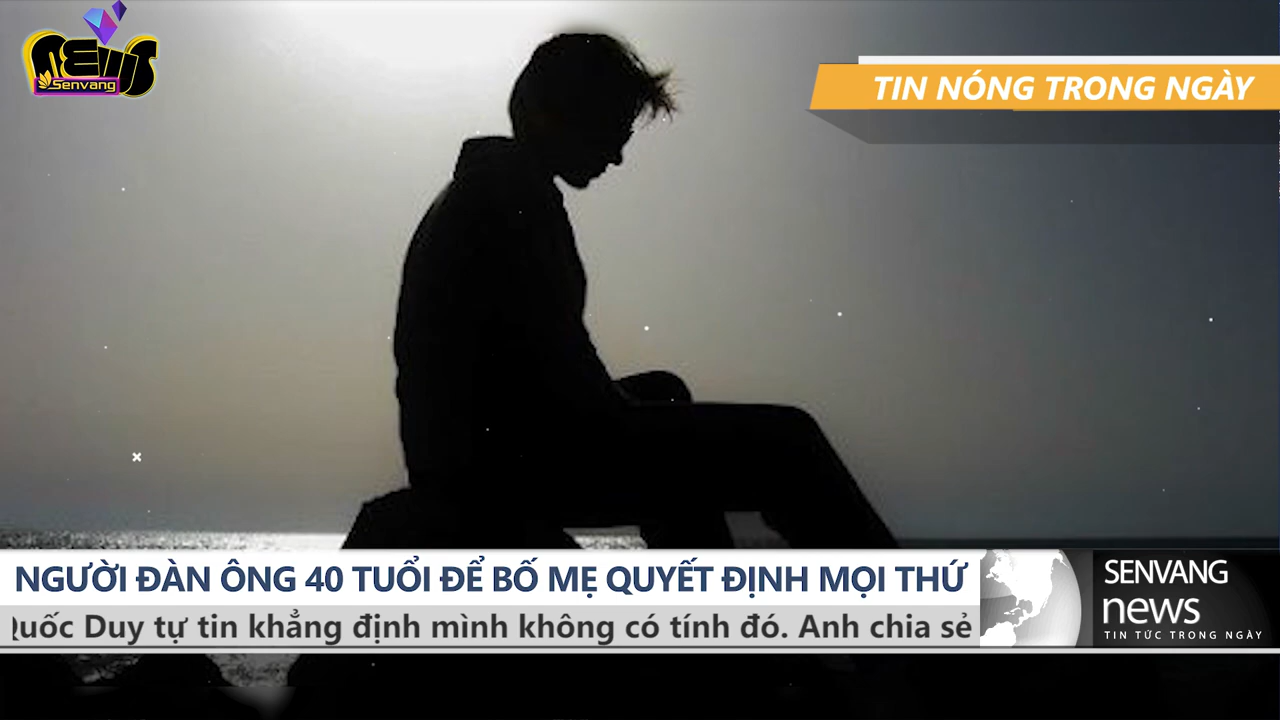 NEWS
Senvang
TIN NÓNG TRONG NGÀY
NGƯỜI ĐÀN ÔNG 40 TUỔI ĐỂ BỐ MẸ QUYẾT ĐỊNH MỌI THỨ
Quốc Duy tự tin khẳng định mình không có tính đó. Anh chia sẻ
SENVANG
news
TIN TỨC TRONG NGÀY